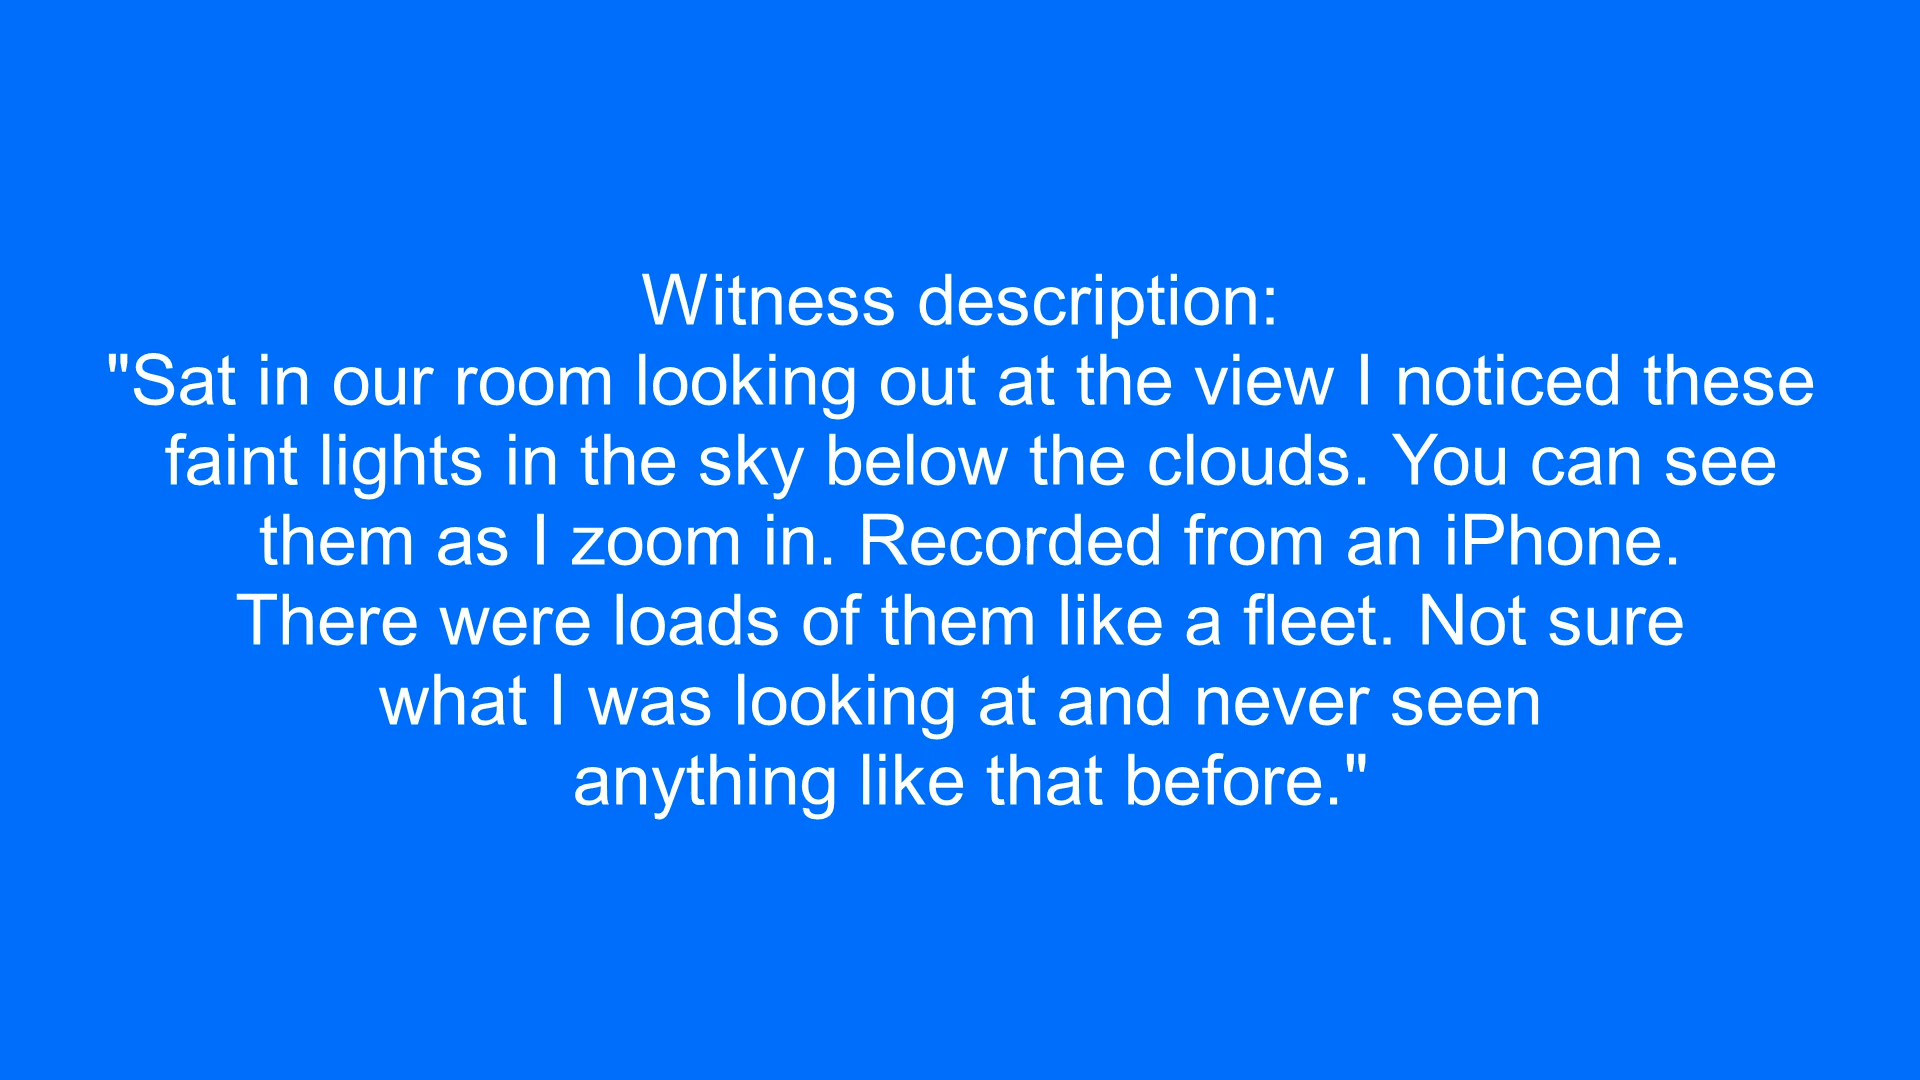 Witness description:
"Sat in our room looking out at the view I noticed these
faint lights in the sky below the clouds. You can see
them as I zoom in. Recorded from an iPhone.
There were loads of them like a fleet. Not sure
what I was looking at and never seen
anything like that before."